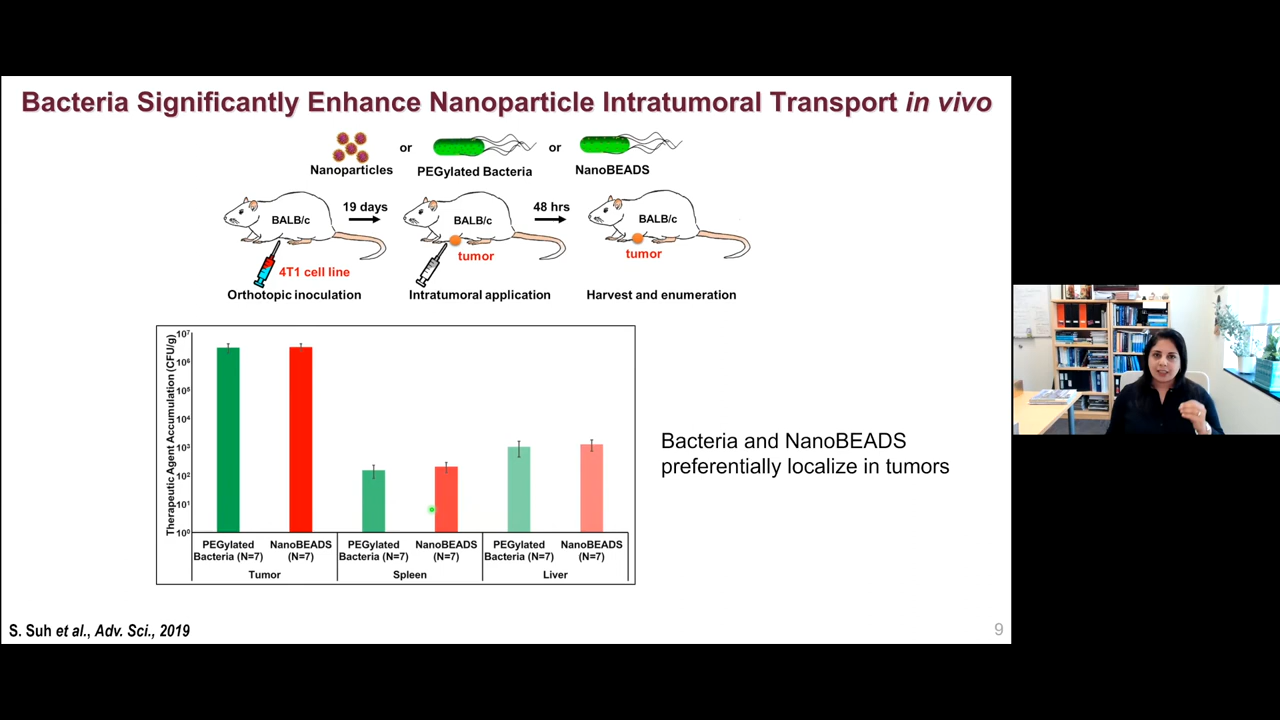 Bacteria Significantly Enhance Nanoparticle Intratumoral Transport in vivo
or
or
Nanoparticles
PEGylated Bacteria
NanoBEADS
BALB/c
19 days
BALB/c
48 hrs
BALB/c
4T1 cell line
tumor
tumor
Orthotopic inoculation
Intratumoral application
Harvest and enumeration
Therapeutic Agent Accumulation (CFU/g)
10⁷
10⁶
10⁵
10⁴
10³
10²
10¹
10⁰
PEGylated
Bacteria (N=7)
NanoBEADS
(N=7)
PEGylated
Bacteria (N=7)
NanoBEADS
(N=7)
PEGylated
Bacteria (N=7)
NanoBEADS
(N=7)
Tumor
Spleen
Liver
Bacteria and NanoBEADS
preferentially localize in tumors
S. Suh et al., Adv. Sci., 2019
9